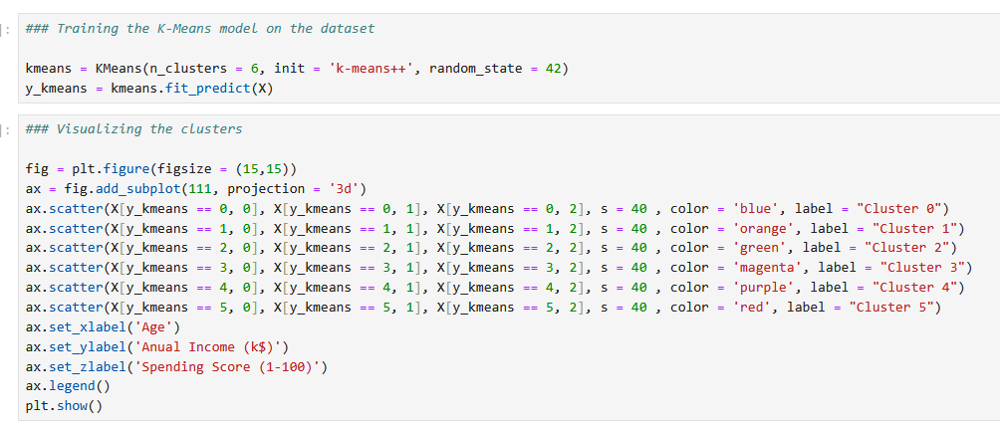 ]:
### Training the K-Means model on the dataset
kmeans = KMeans(n_clusters = 6, init = 'k-means++', random_state = 42)
y_kmeans = kmeans.fit_predict(X)
]:
### Visualizing the clusters
fig = plt.figure(figsize = (15,15))
ax = fig.add_subplot(111, projection = '3d')
ax.scatter(X[y_kmeans == 0, 0], X[y_kmeans == 0, 1], X[y_kmeans == 0, 2], s = 40 , color = 'blue', label = "Cluster 0")
ax.scatter(X[y_kmeans == 1, 0], X[y_kmeans == 1, 1], X[y_kmeans == 1, 2], s = 40 , color = 'orange', label = "Cluster 1")
ax.scatter(X[y_kmeans == 2, 0], X[y_kmeans == 2, 1], X[y_kmeans == 2, 2], s = 40 , color = 'green', label = "Cluster 2")
ax.scatter(X[y_kmeans == 3, 0], X[y_kmeans == 3, 1], X[y_kmeans == 3, 2], s = 40 , color = 'magenta', label = "Cluster 3")
ax.scatter(X[y_kmeans == 4, 0], X[y_kmeans == 4, 1], X[y_kmeans == 4, 2], s = 40 , color = 'purple', label = "Cluster 4")
ax.scatter(X[y_kmeans == 5, 0], X[y_kmeans == 5, 1], X[y_kmeans == 5, 2], s = 40 , color = 'red', label = "Cluster 5")
ax.set_xlabel('Age')
ax.set_ylabel('Anual Income (k$)')
ax.set_zlabel('Spending Score (1-100)')
ax.legend()
plt.show()